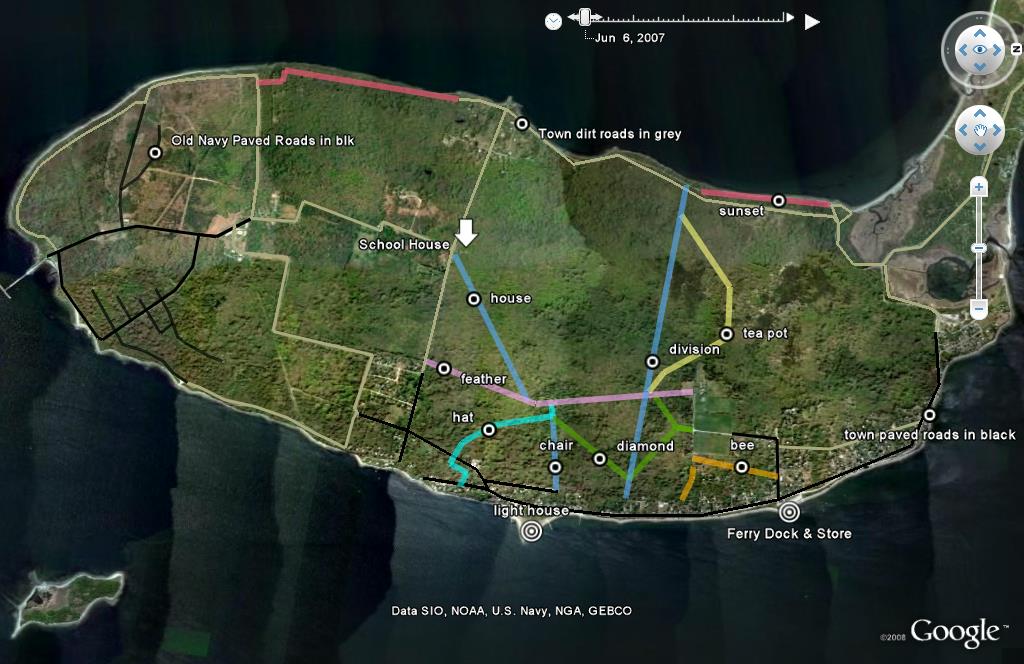 Jun 6, 2007
N
Old Navy Paved Roads in blk
Town dirt roads in grey
sunset
School House
house
tea pot
division
feather
hat
chair
diamond
bee
town paved roads in black
light house
Ferry Dock & Store
Data SIO, NOAA, U.S. Navy, NGA, GEBCO
©2008 Google™